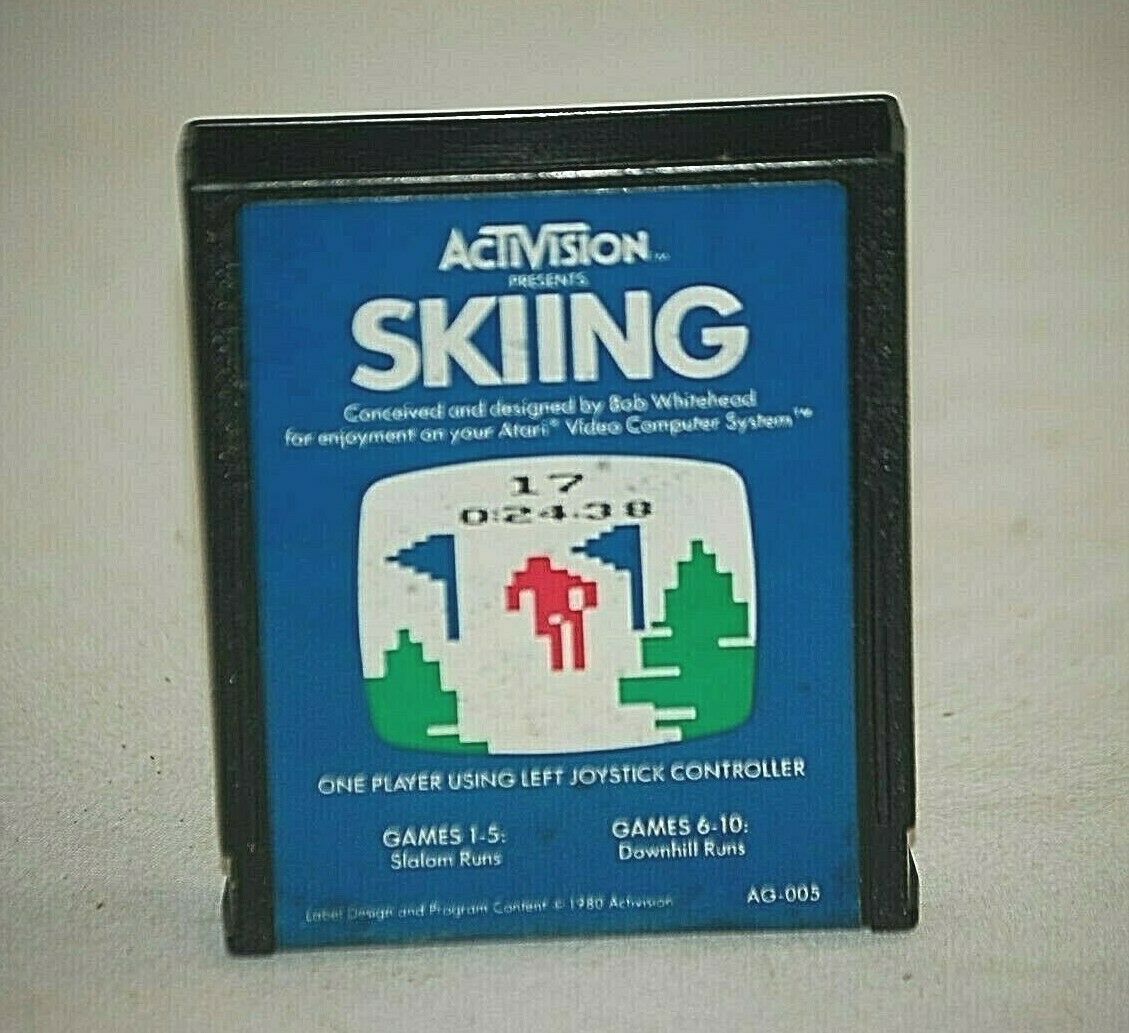 ACTIVISION™
PRESENTS
SKIING
Conceived and designed by Bob Whitehead
for enjoyment on your Atari® Video Computer System™
17
0:24.38
ONE PLAYER USING LEFT JOYSTICK CONTROLLER
GAMES 1-5:
Slalom Runs
GAMES 6-10:
Downhill Runs
Label Design and Program Content © 1980 Activision
AG-005